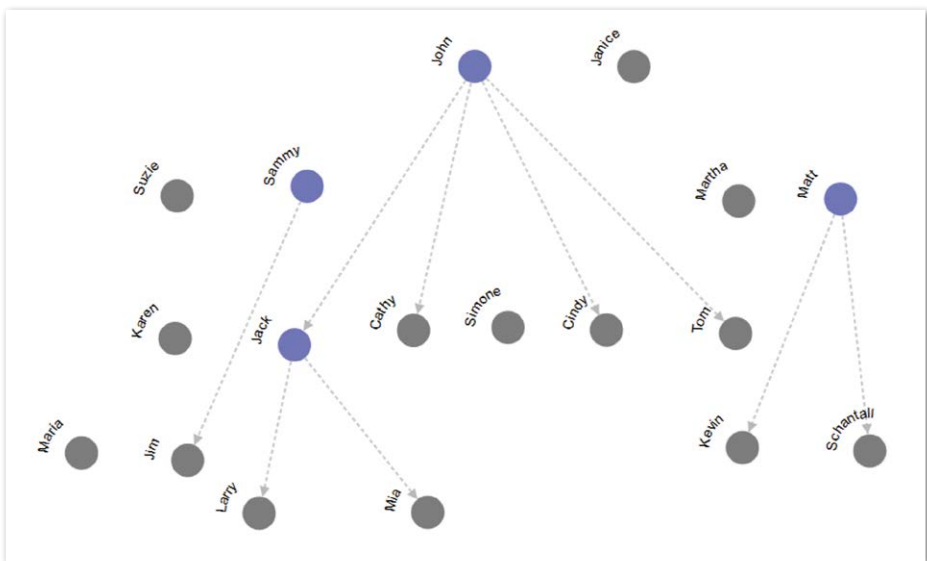 John
Janice
Suzie
Sammy
Martha
Matt
Karen
Jack
Cathy
Simone
Cindy
Tom
Maria
Jim
Kevin
Schantall
Larry
Mia